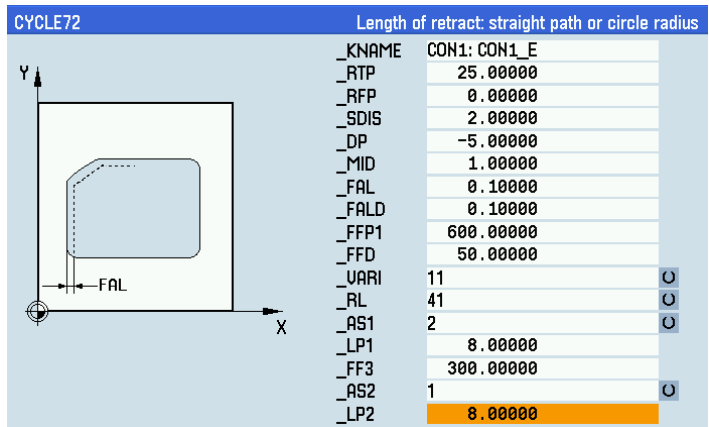 CYCLE72 Length of retract: straight path or circle radius
_KNAME CON1:CON1_E
_RTP 25.00000
_RFP 0.00000
_SDIS 2.00000
_DP -5.00000
_MID 1.00000
_FAL 0.10000
_FALD 0.10000
_FFP1 600.00000
_FFD 50.00000
_VARI 11
_RL 41
_AS1 2
_LP1 8.00000
_FF3 300.00000
_AS2 1
_LP2 8.00000
Y
FAL
X